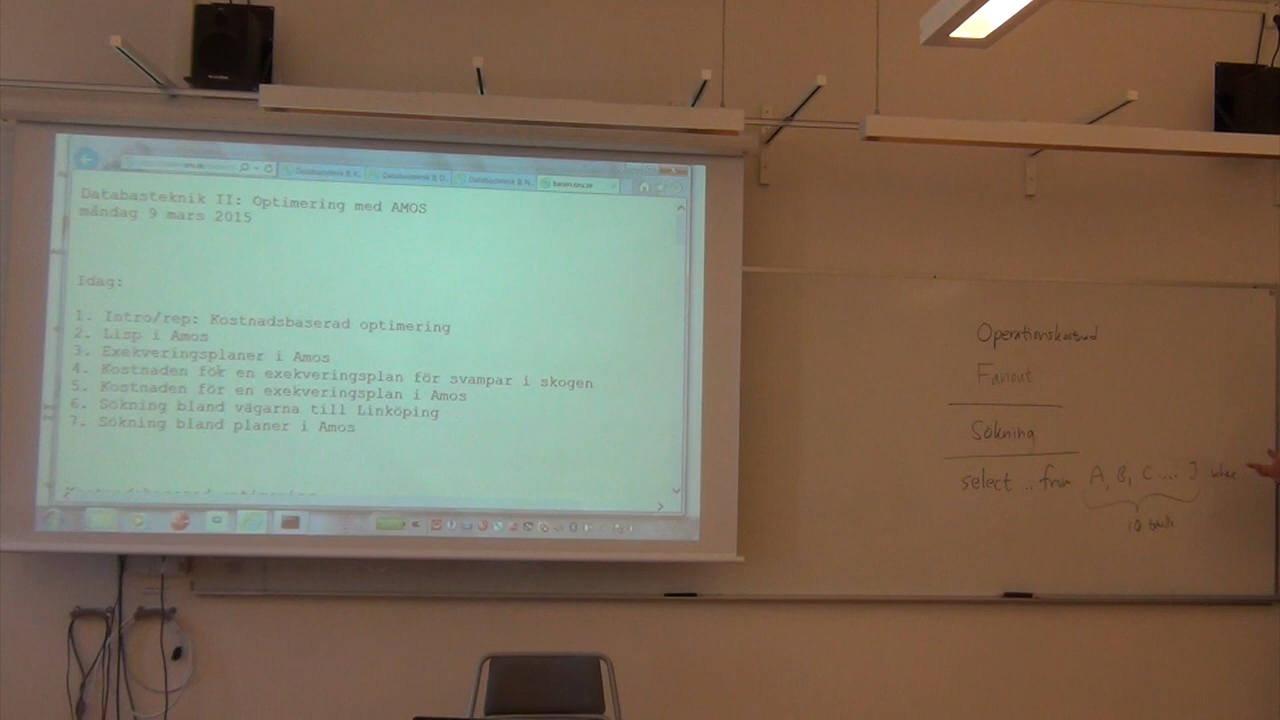 Databasteknik II: Optimering med AMOS
måndag 9 mars 2015
Idag:
1. Intro/rep: Kostnadsbaserad optimering
2. Lisp i Amos
3. Exekveringsplaner i Amos
4. Kostnaden för en exekveringsplan för svampar i skogen
5. Kostnaden för en exekveringsplan i Amos
6. Sökning bland vägarna till Linköping
7. Sökning bland planer i Amos
Operationskostnad
Fanout
Sökning
select .. from A, B, C .... J where
10